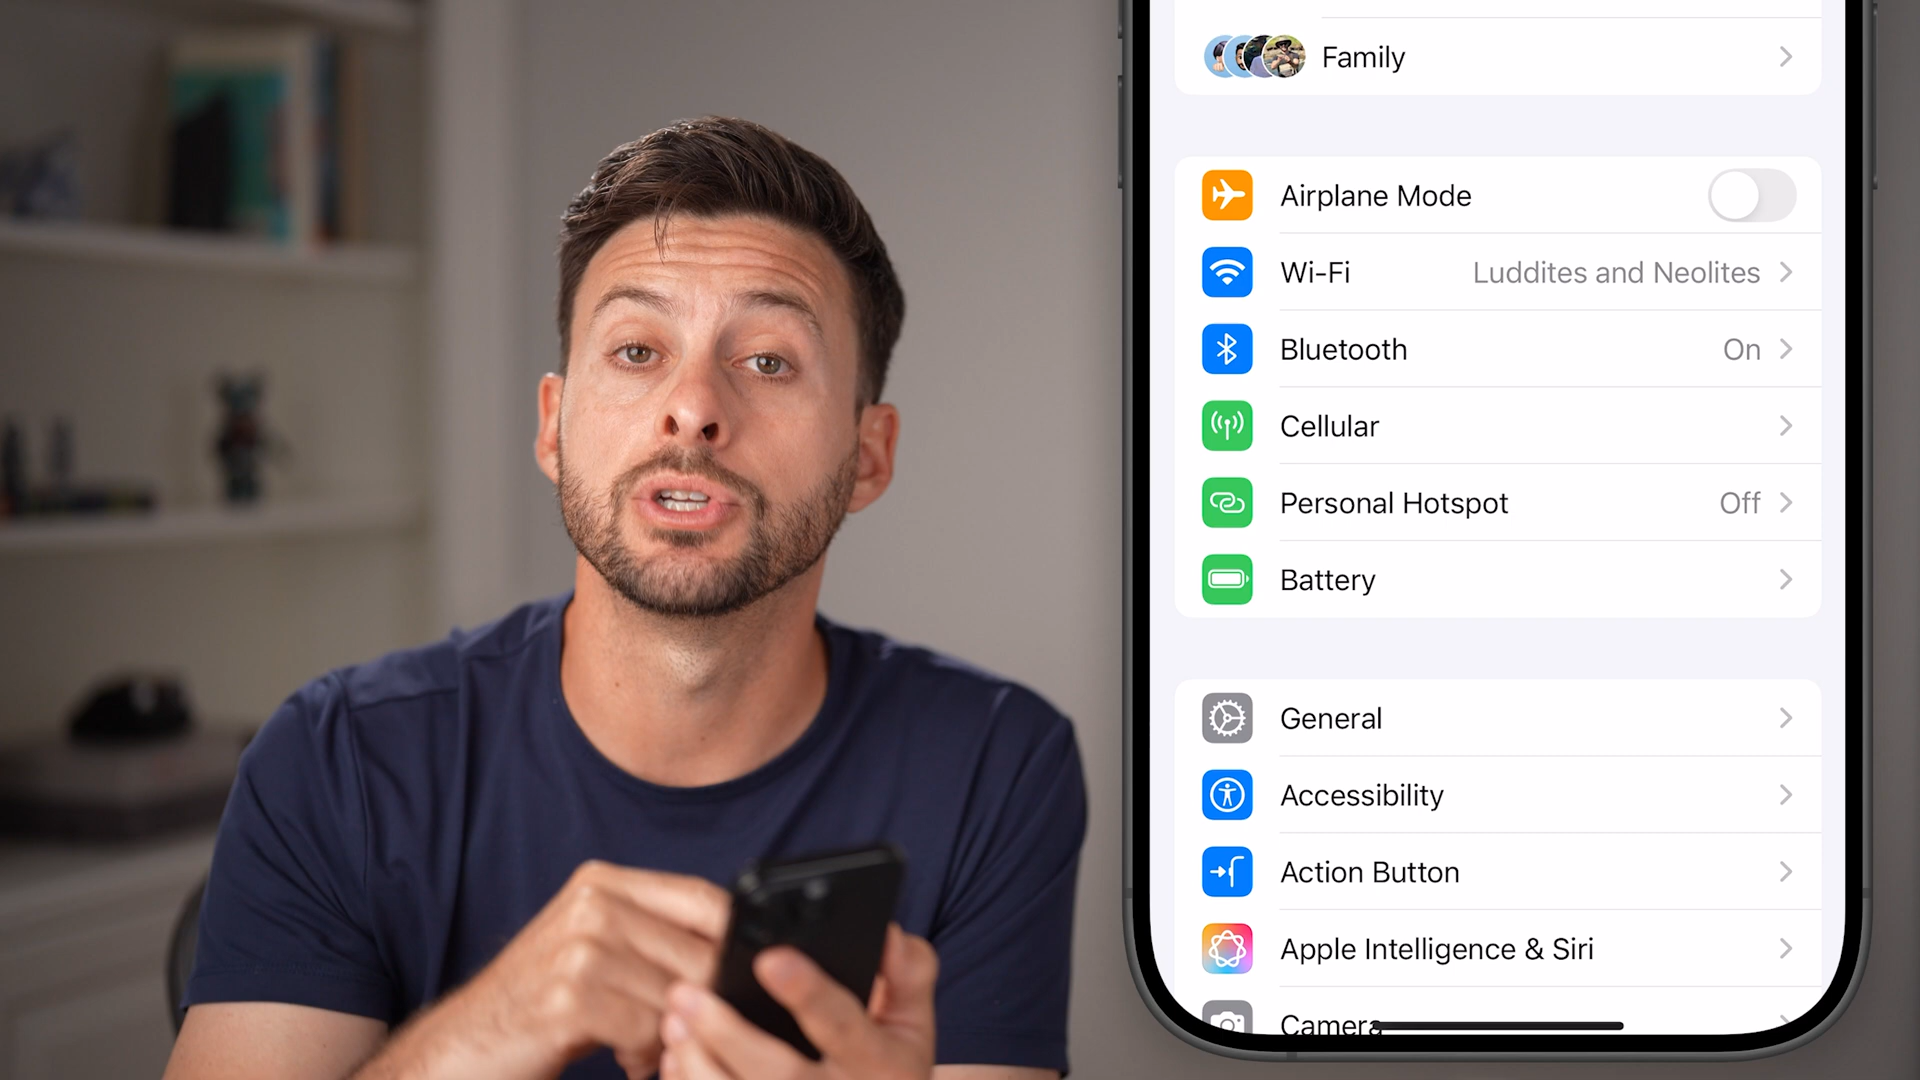 Family
Airplane Mode
Wi-Fi Luddites and Neolites
Bluetooth On
Cellular
Personal Hotspot Off
Battery
General
Accessibility
Action Button
Apple Intelligence & Siri
Camera